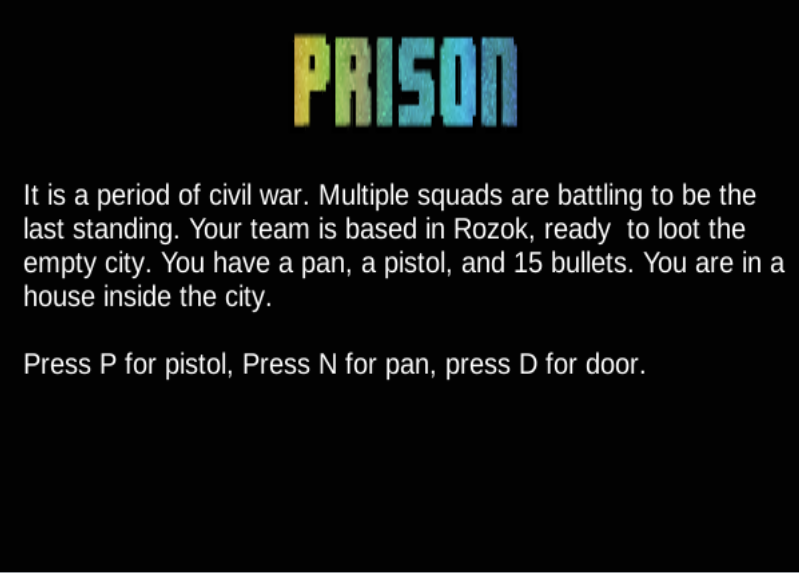 PRISON
It is a period of civil war. Multiple squads are battling to be the
last standing. Your team is based in Rozok, ready  to loot the
empty city. You have a pan, a pistol, and 15 bullets. You are in a
house inside the city.
Press P for pistol, Press N for pan, press D for door.